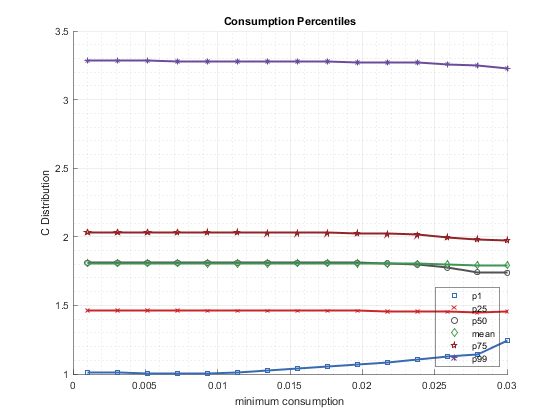 Consumption Percentiles
3.5
3
2.5
2
1.5
1
C Distribution
0 0.005 0.01 0.015 0.02 0.025 0.03
minimum consumption
p1
p25
p50
mean
p75
p99